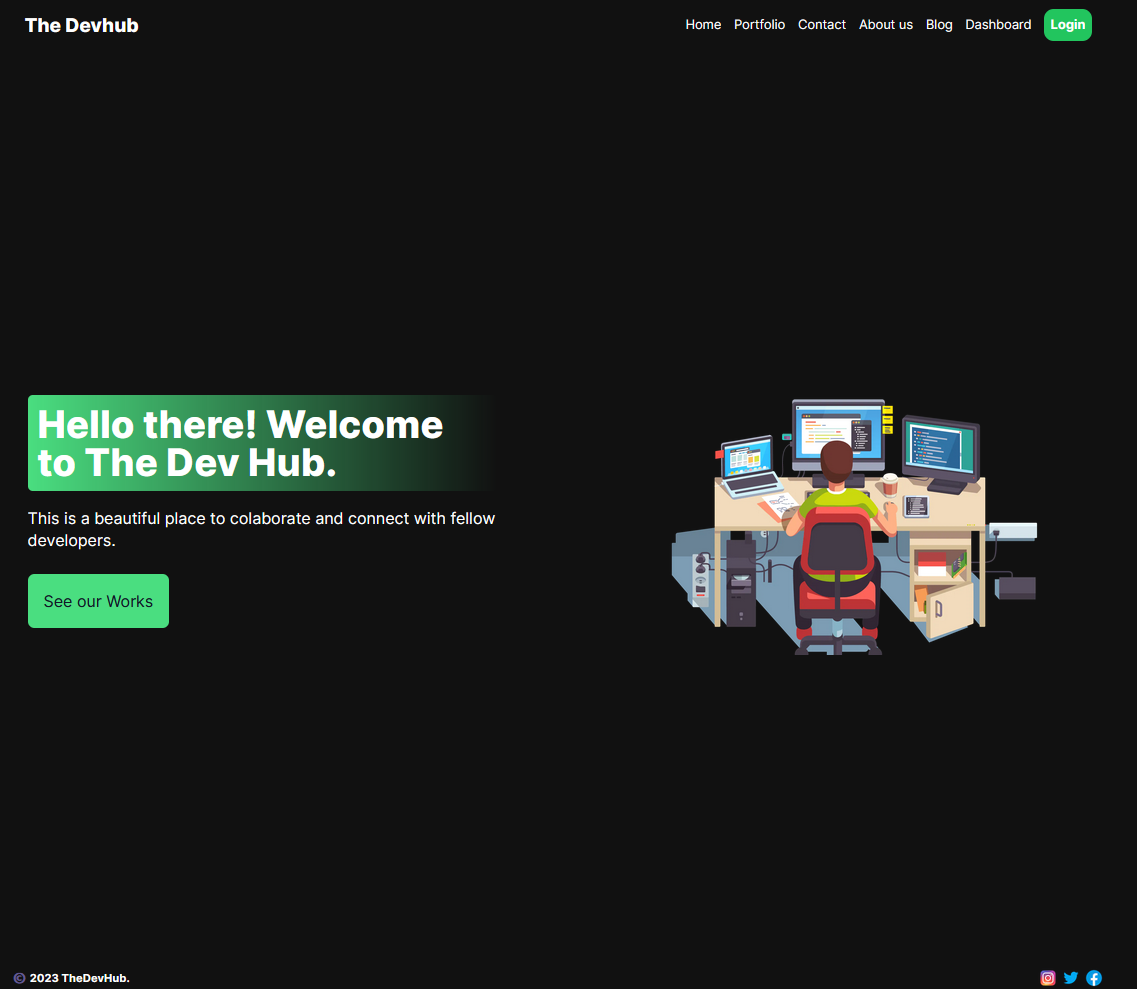 The Devhub
Home Portfolio Contact About us Blog Dashboard Login
Hello there! Welcome
to The Dev Hub.
This is a beautiful place to colaborate and connect with fellow
developers.
See our Works
© 2023 TheDevHub.